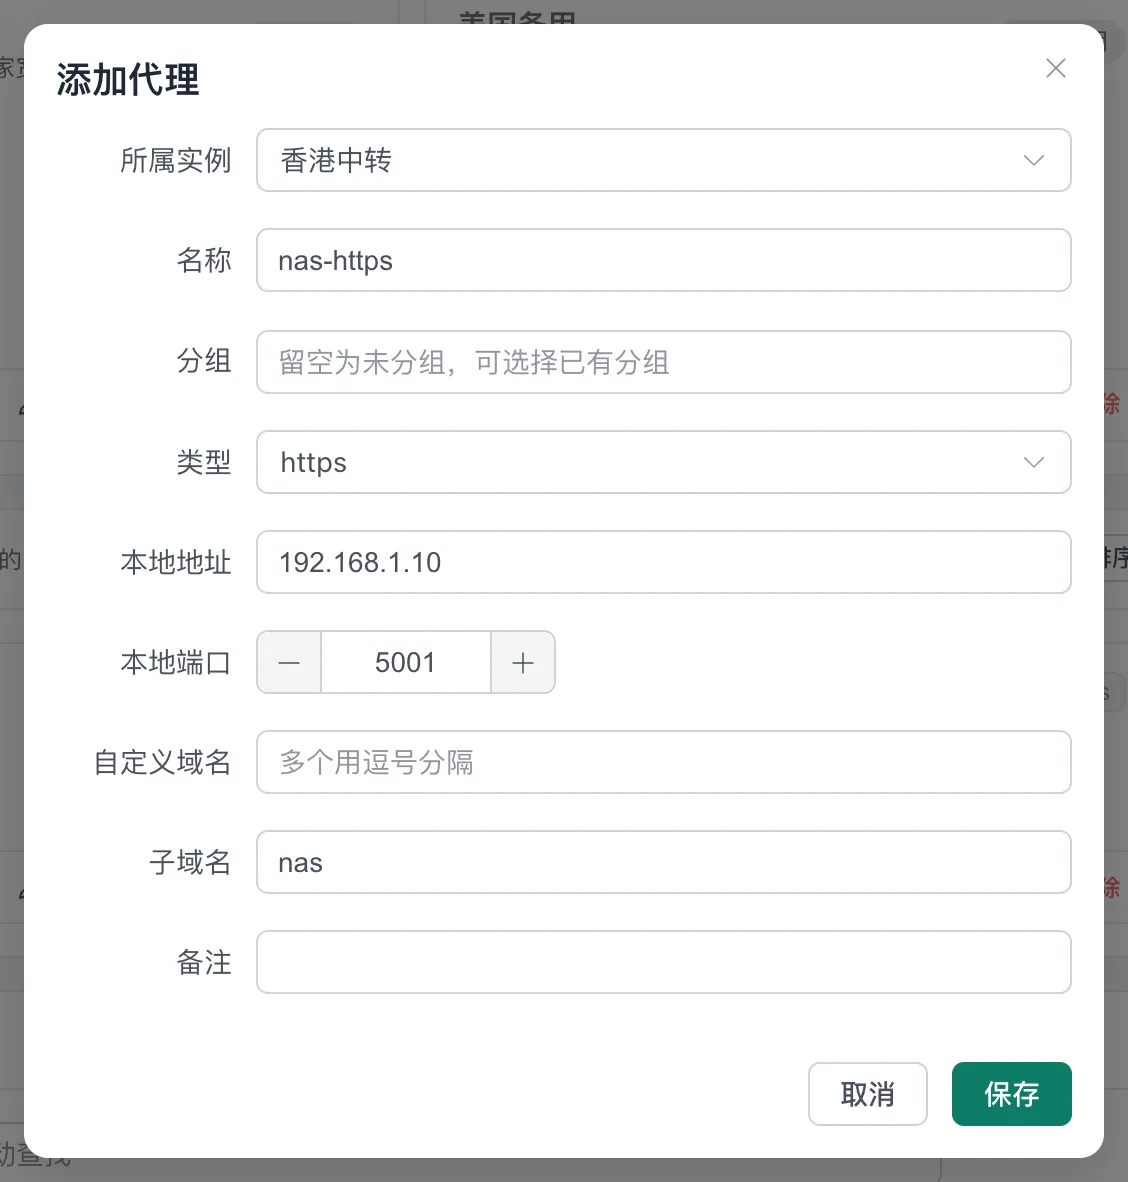 添加代理
所属实例 香港中转
名称 nas-https
分组 留空为未分组，可选择已有分组
类型 https
本地地址 192.168.1.10
本地端口 5001
自定义域名 多个用逗号分隔
子域名 nas
备注
取消 保存